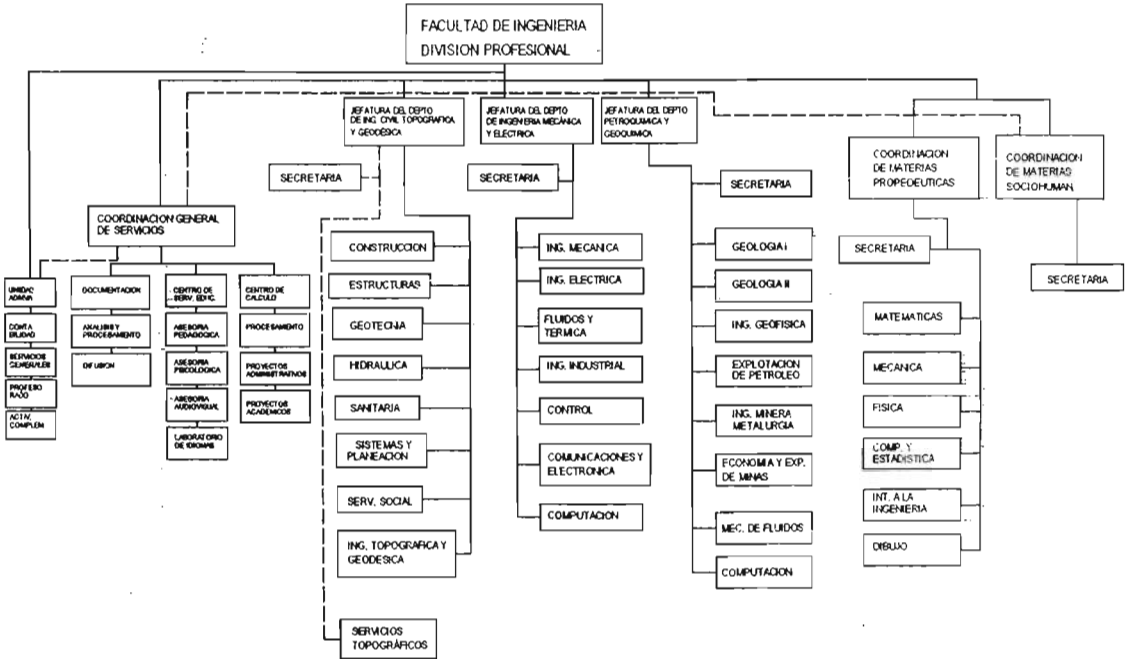 FACULTAD DE INGENIERIA
DIVISION PROFESIONAL
JEFATURA DEL DEPTO
DE ING. CIVIL TOPOGRAFICA
Y GEODÉSICA
JEFATURA DEL DEPTO
DE INGENIERIA MECÁNICA
Y ELECTRICA
JEFATURA DEL DEPTO
PETROQUIMICA Y
GEOQUIMICA
COORDINACION
DE MATERIAS
PROPEDEUTICAS
COORDINACION
DE MATERIAS
SOCIOHUMAN
SECRETARIA
SECRETARIA
SECRETARIA
SECRETARIA
SECRETARIA
COORDINACION GENERAL
DE SERVICIOS
UNIDAD
ADMVA
CONTA
BILIDAD
SERVICIOS
GENERALES
PROFESO
RADO
ACTIV.
COMPLEM
DOCUMENTACION
ANALISIS Y
PROCESAMIENTO
DIFUSION
CENTRO DE
SERV. EDUC.
ASESORIA
PEDAGOGICA
ASESORIA
PSICOLOGICA
ASESORIA
AUDIOVISUAL
LABORATORIO
DE IDIOMAS
CENTRO DE
CALCULO
PROCESAMENTO
PROYECTOS
ADMINISTRATIVOS
PROYECTOS
ACADEMICOS
CONSTRUCCION
ESTRUCTURAS
GEOTECNIA
HIDRAULICA
SANITARIA
SISTEMAS Y
PLANEACION
SERV. SOCIAL
ING. TOPOGRAFICA Y
GEODESICA
SERVICIOS
TOPOGRÁFICOS
ING. MECANICA
ING. ELECTRICA
FLUIDOS Y
TERMICA
ING. INDUSTRIAL
CONTROL
COMUNICACIONES Y
ELECTRONICA
COMPUTACION
GEOLOGIA I
GEOLOGIA II
ING. GEOFISICA
EXPLOTACION
DE PETROLEO
ING. MINERA
METALURGIA
ECONOMIA Y EXP.
DE MINAS
MEC. DE FLUIDOS
COMPUTACION
MATEMATICAS
MECANICA
FISICA
COMP. Y
ESTADISTICA
INT. A LA
INGENIERIA
DIBUJO